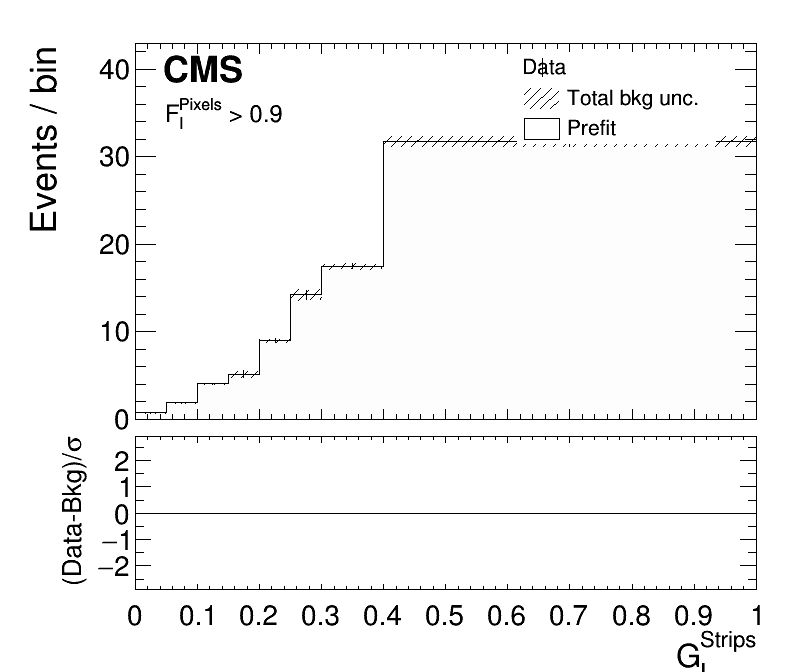 CMS
F_I^Pixels > 0.9
Data
Total bkg unc.
Prefit
Events / bin
40
30
20
10
0
(Data-Bkg)/σ
2
1
0
−1
−2
0 0.1 0.2 0.3 0.4 0.5 0.6 0.7 0.8 0.9 1
G_I^Strips